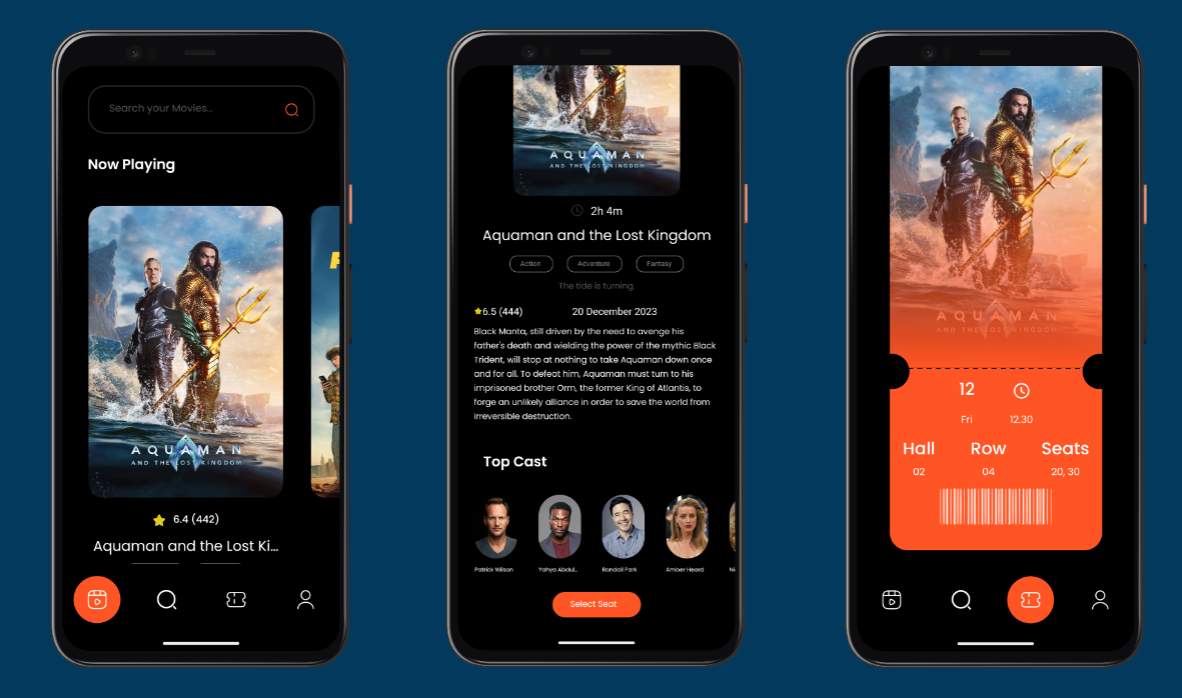 Search your Movies...
Now Playing
AQUAMAN
AND THE LOST KINGDOM
6.4 (442)
Aquaman and the Lost Ki...
AQUAMAN
AND THE LOST KINGDOM
2h 4m
Aquaman and the Lost Kingdom
Action Adventure Fantasy
The tide is turning.
6.5 (444) 20 December 2023
Black Manta, still driven by the need to avenge his
father's death and wielding the power of the mythic Black
Trident, will stop at nothing to take Aquaman down once
and for all. To defeat him, Aquaman must turn to his
imprisoned brother Orm, the former King of Atlantis, to
forge an unlikely alliance in order to save the world from
irreversible destruction.
Top Cast
Patrick Wilson Yahya Abdul... Randall Park Amber Heard
Select Seat
AQUAMAN
AND THE LOST KINGDOM
12
Fri 12.30
Hall Row Seats
02 04 20, 30